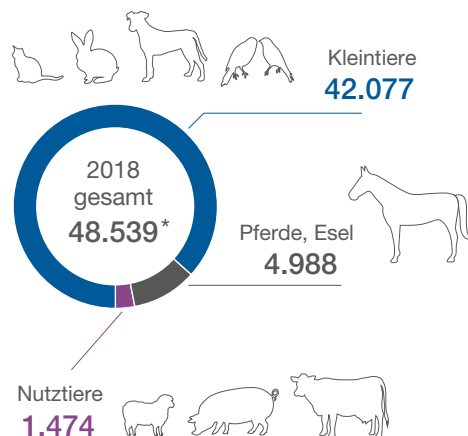 Kleintiere
42.077
2018
gesamt
48.539*
Pferde, Esel
4.988
Nutztiere
1.474